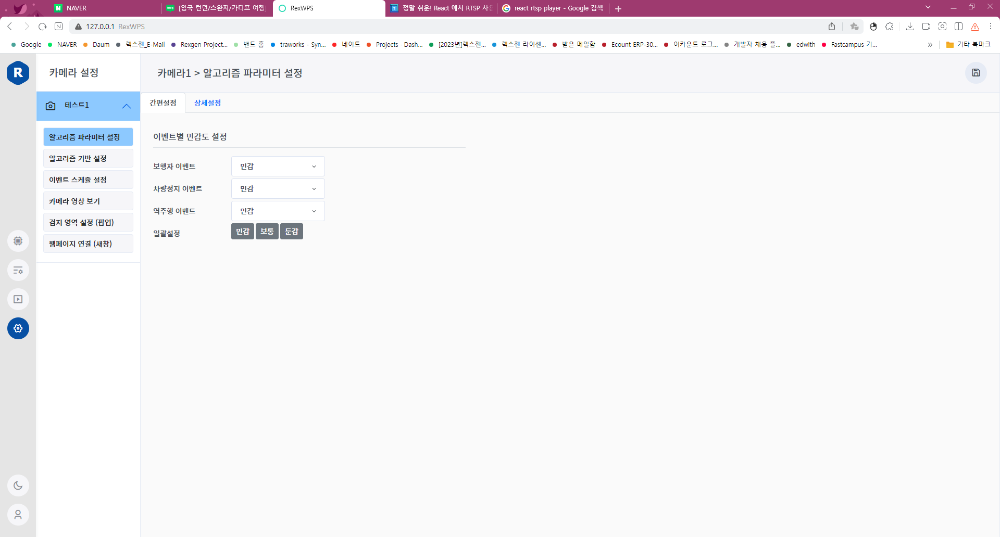 NAVER
blog [영국 런던/스완지/카디프 여행]
RexWPS
정말 쉬운! React 에서 RTSP 사용
react rtsp player - Google 검색
127.0.0.1 RexWPS
Google
NAVER
Daum
렉스젠_E-Mail
Rexgen Project...
밴드 홈
traworks - Syn...
네이트
Projects · Dash...
[2023년]렉스젠...
렉스젠 라이센...
받은 메일함
Ecount ERP-30...
이카운트 로그...
개발자 채용 플...
edwith
Fastcampus 기...
기타 북마크
R
카메라 설정
카메라1 > 알고리즘 파라미터 설정
테스트1
간편설정
상세설정
알고리즘 파라미터 설정
알고리즘 기반 설정
이벤트 스케쥴 설정
카메라 영상 보기
검지 영역 설정 (팝업)
웹페이지 연결 (새창)
이벤트별 민감도 설정
보행자 이벤트 민감
차량정지 이벤트 민감
역주행 이벤트 민감
일괄설정 민감 보통 둔감